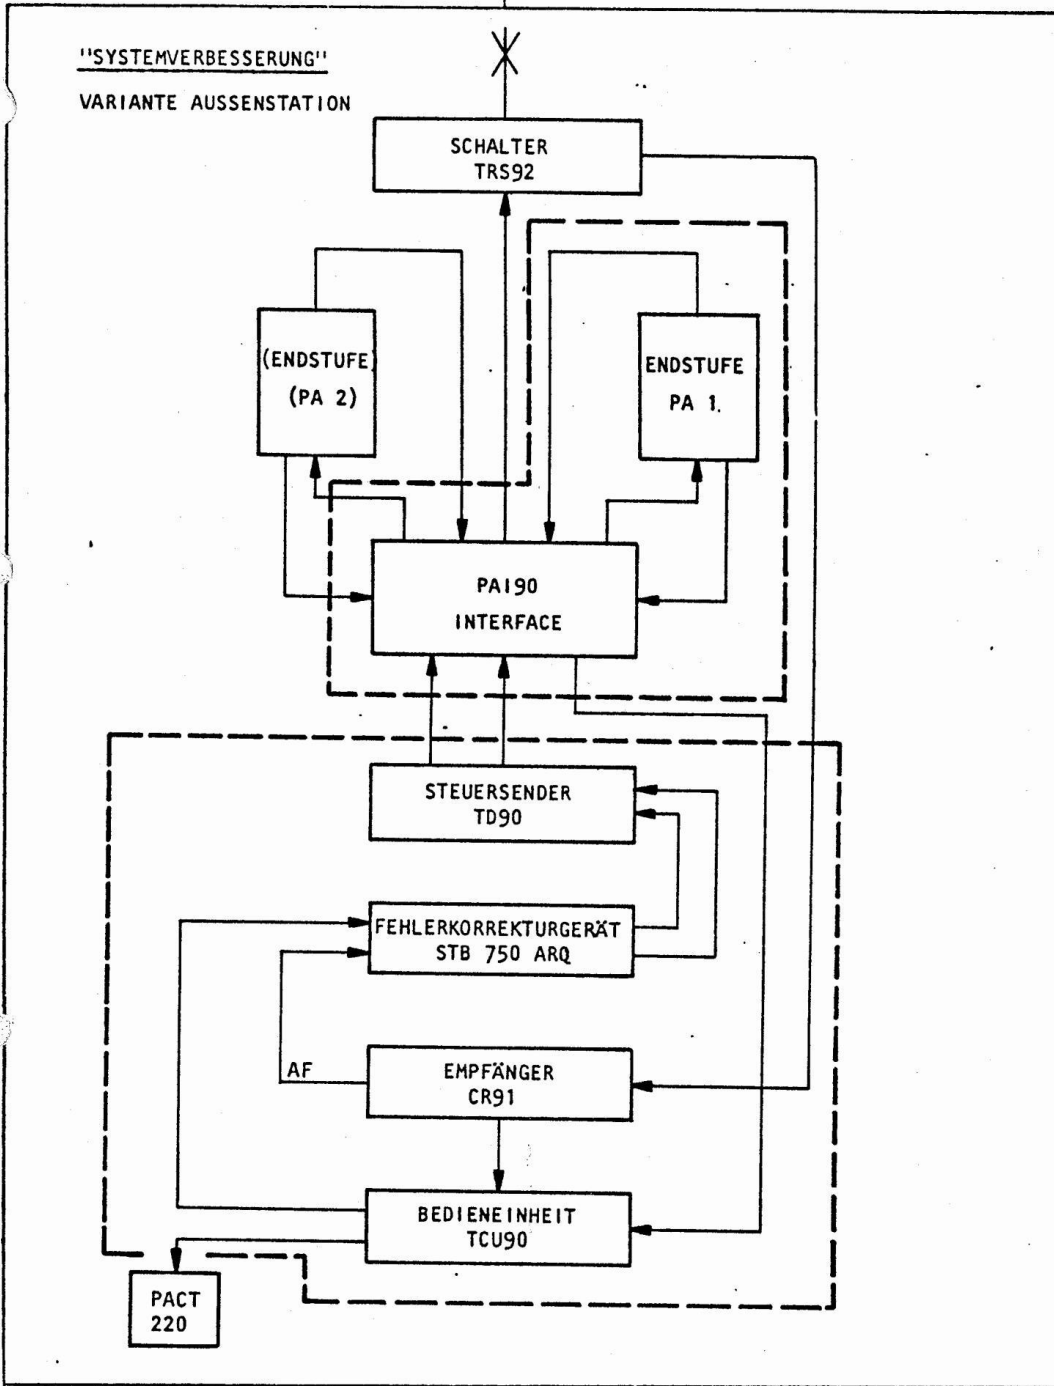 "SYSTEMVERBESSERUNG"
VARIANTE AUSSENSTATION
SCHALTER
TRS92
(ENDSTUFE)
(PA 2)
ENDSTUFE
PA 1.
PAI90
INTERFACE
STEUERSENDER
TD90
FEHLERKORREKTURGERÄT
STB 750 ARQ
AF
EMPFÄNGER
CR91
BEDIENEINHEIT
TCU90
PACT
220